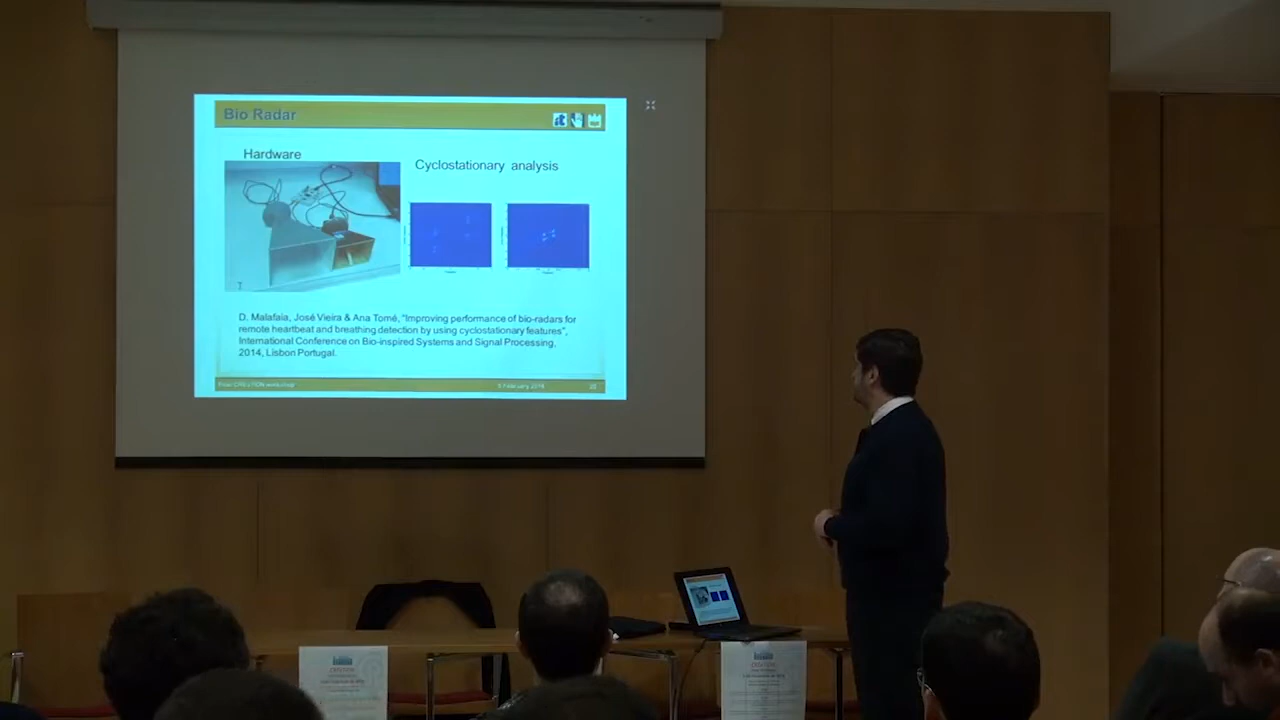 Bio Radar
Hardware
Cyclostationary analysis
D. Malafaia, José Vieira & Ana Tomé, "Improving performance of bio-radars for
remote heartbeat and breathing detection by using cyclostationary features",
International Conference on Bio-inspired Systems and Signal Processing,
2014, Lisbon Portugal.